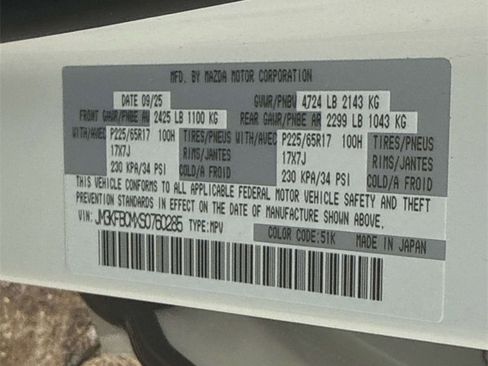 MFD. BY MAZDA MOTOR CORPORATION
DATE 09/25 GVWR/PNBV 4724 LB 2143 KG
FRONT GAWR/PNBE AV 2425 LB 1100 KG REAR GAWR/PNBE AR 2299 LB 1043 KG
WITH/AVEC P225/65R17 100H TIRES/PNEUS WITH/AVEC P225/65R17 100H TIRES/PNEUS
17X7J RIMS/JANTES 17X7J RIMS/JANTES
230 KPA/34 PSI COLD/A FROID 230 KPA/34 PSI COLD/A FROID
THIS VEHICLE CONFORMS TO ALL APPLICABLE FEDERAL MOTOR VEHICLE SAFETY AND THEFT
PREVENTION STANDARDS IN EFFECT ON THE DATE OF MANUFACTURE SHOWN ABOVE.
VIN: JM3KFBCMXS0760285 TYPE:MPV COLOR CODE:51K MADE IN JAPAN